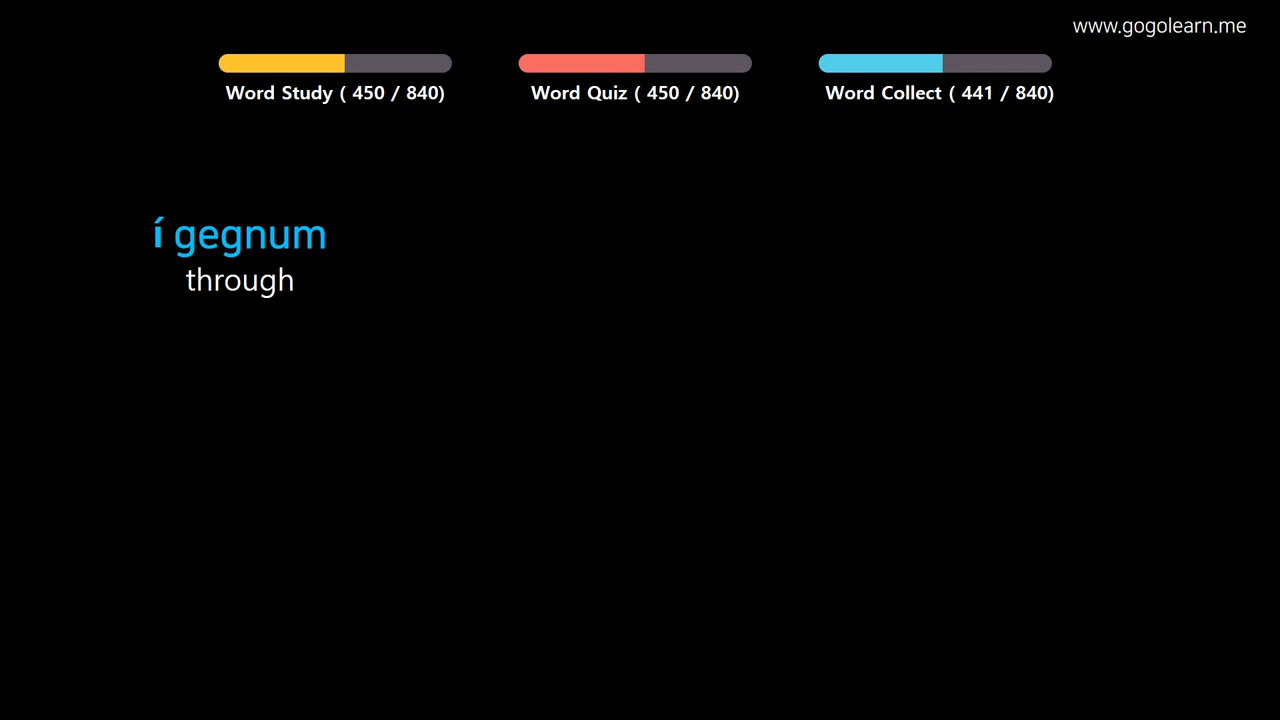 www.gogolearn.me
Word Study ( 450 / 840)
Word Quiz ( 450 / 840)
Word Collect ( 441 / 840)
í gegnum
through